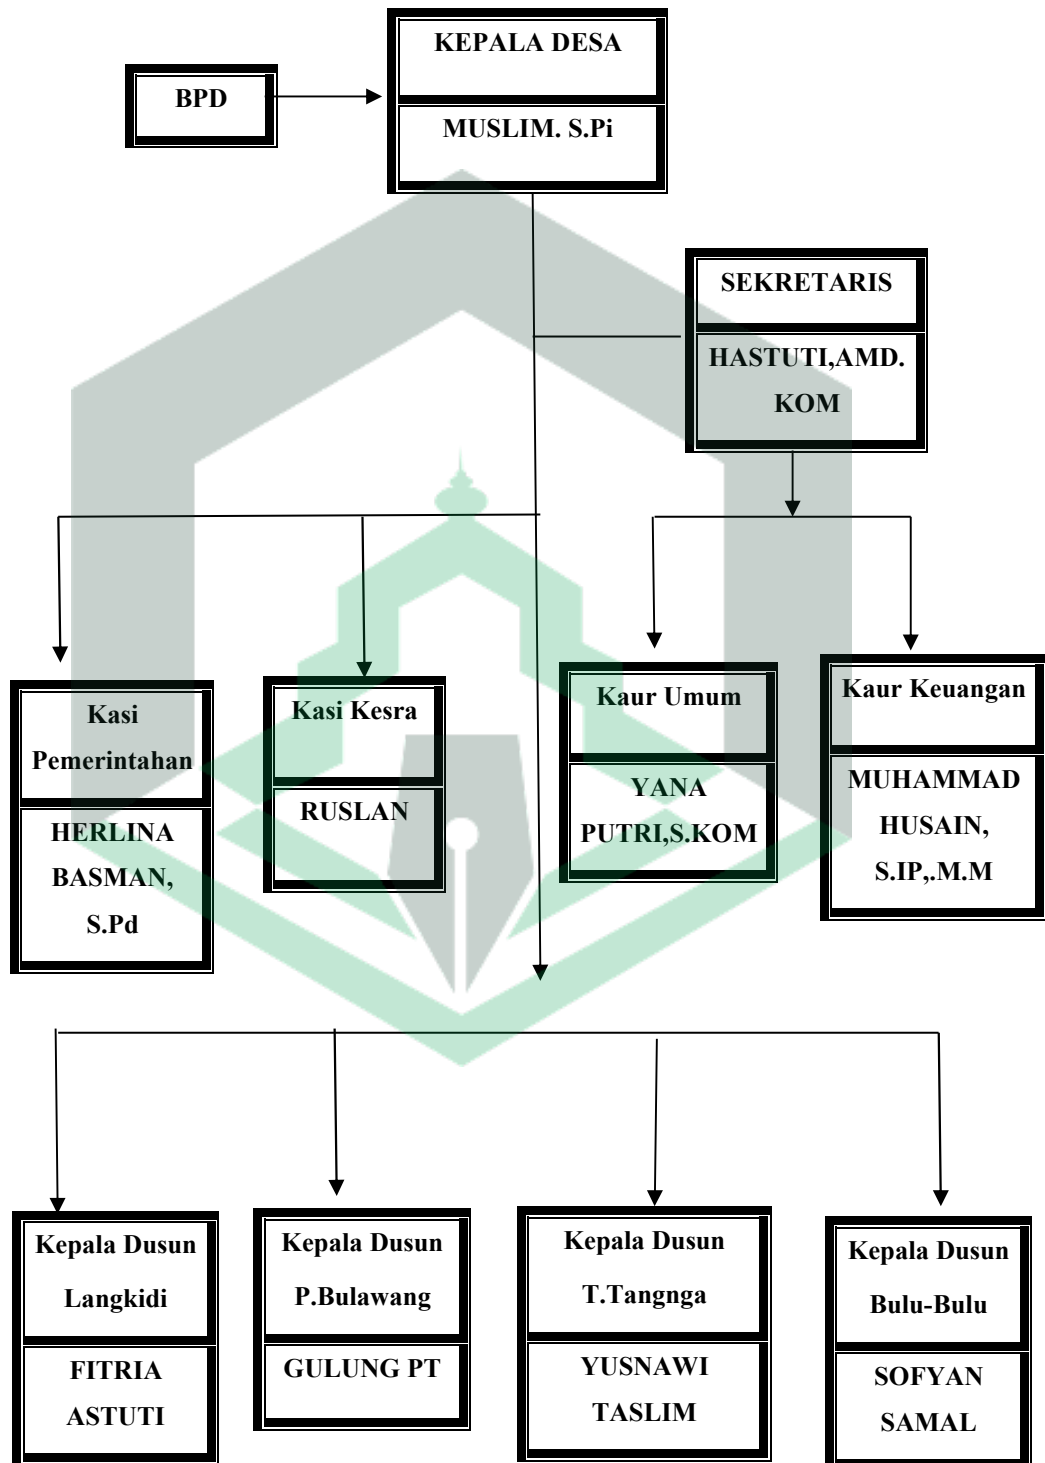 KEPALA DESA
BPD
MUSLIM. S.Pi
SEKRETARIS
HASTUTI,AMD.
KOM
Kasi
Pemerintahan
HERLINA
BASMAN,
S.Pd
Kasi Kesra
RUSLAN
Kaur Umum
YANA
PUTRI,S.KOM
Kaur Keuangan
MUHAMMAD
HUSAIN,
S.IP,.M.M
Kepala Dusun
Langkidi
FITRIA
ASTUTI
Kepala Dusun
P.Bulawang
GULUNG PT
Kepala Dusun
T.Tangnga
YUSNAWI
TASLIM
Kepala Dusun
Bulu-Bulu
SOFYAN
SAMAL